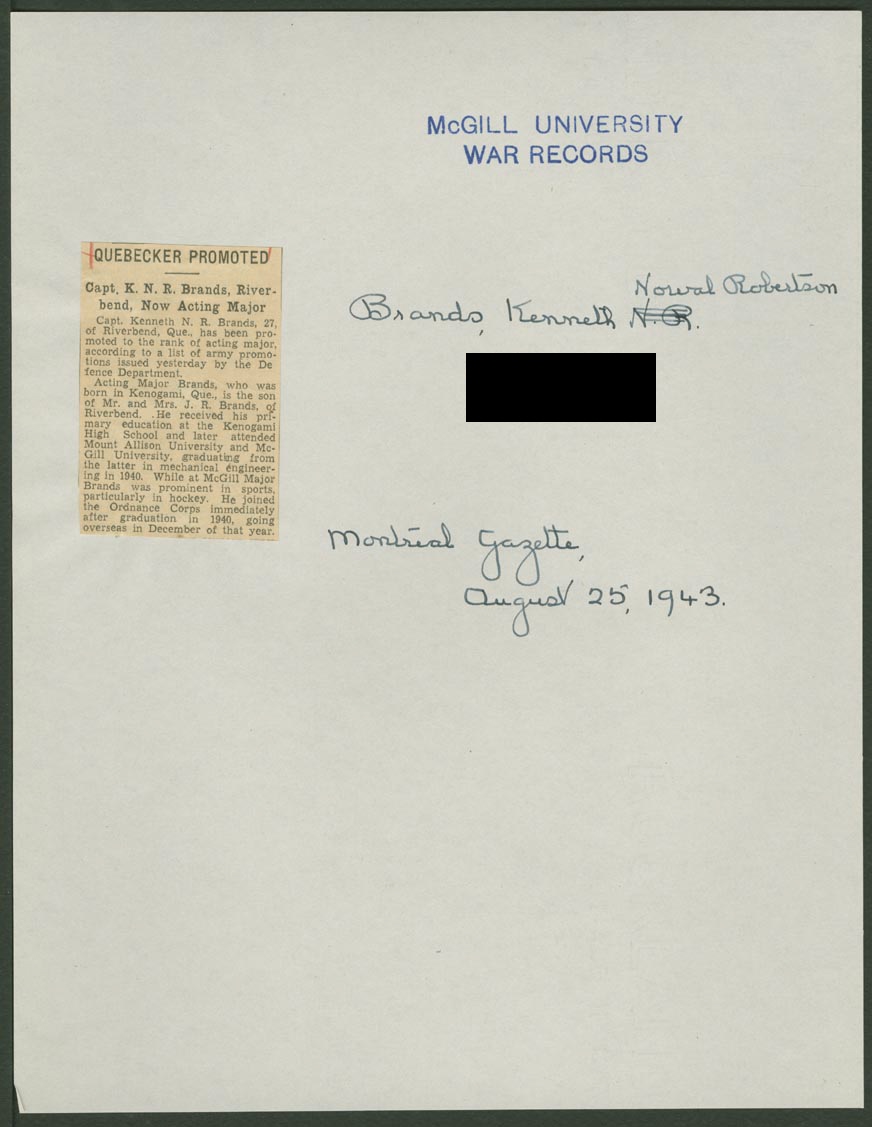 McGILL UNIVERSITY
WAR RECORDS
QUEBECKER PROMOTED
Capt. K. N. R. Brands, River-
bend, Now Acting Major
Capt. Kenneth N. R. Brands, 27,
of Riverbend, Que., has been pro-
moted to the rank of acting major,
according to a list of army promo-
tions issued yesterday by the De
fence Department.
Acting Major Brands, who was
born in Kenogami, Que., is the son
of Mr. and Mrs. J. R. Brands, of
Riverbend. He received his pri-
mary education at the Kenogami
High School and later attended
Mount Allison University and Mc-
Gill University, graduating from
the latter in mechanical engineer-
ing in 1940. While at McGill Major
Brands was prominent in sports,
particularly in hockey. He joined
the Ordnance Corps immediately
after graduation in 1940, going
overseas in December of that year.
Nowal Robertson
Brands, Kenneth N. R.
Montreal Gazette,
August 25, 1943.